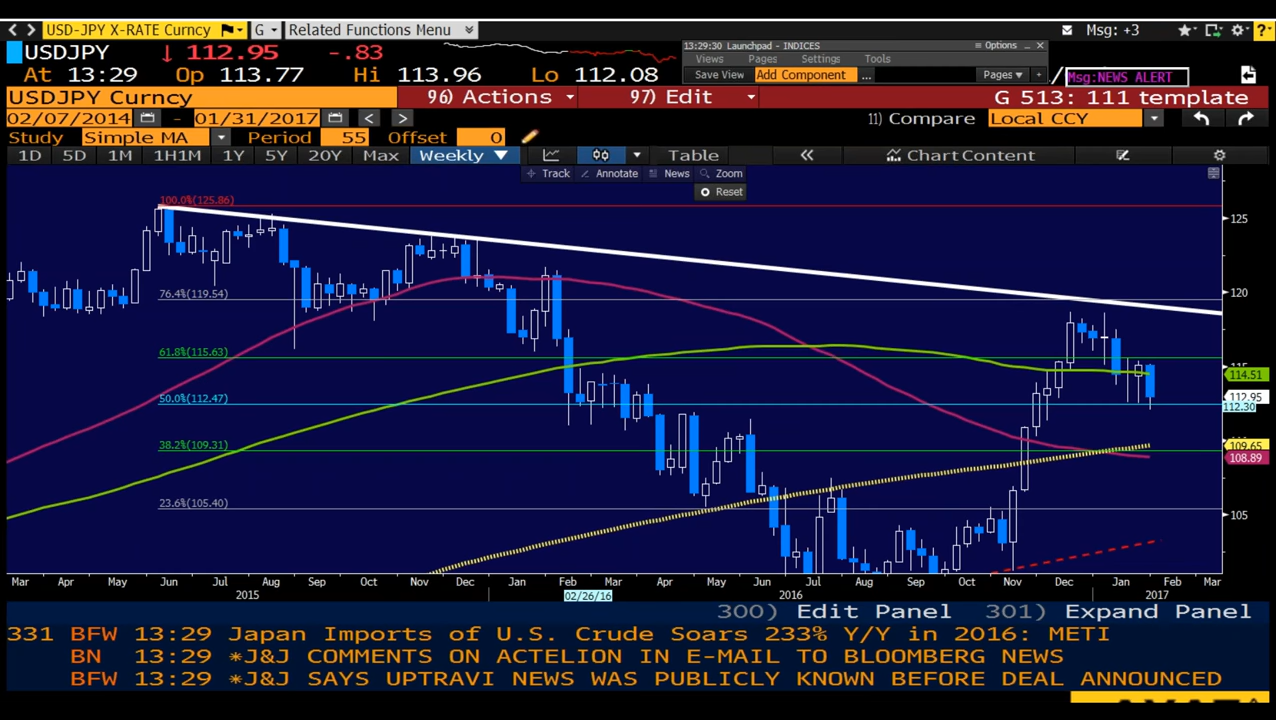 USD-JPY X-RATE Curncy G Related Functions Menu Msg: +3
USDJPY ↓ 112.95 -.83
At 13:29 Op 113.77 Hi 113.96 Lo 112.08
13:29:30 Launchpad - INDICES Options
Views Pages Settings Tools
Save View Add Component ... Pages +
/ Msg:NEWS ALERT
USDJPY Curncy 96) Actions 97) Edit G 513: 111 template
02/07/2014 01/31/2017 < > 11) Compare Local CCY
Study Simple MA Period 55 Offset 0
1D 5D 1M 1H1M 1Y 5Y 20Y Max Weekly Table « Chart Content
Track Annotate News Zoom
Reset
100.0%(125.86)
125
76.4%(119.54)
120
61.8%(115.63)
114.51
50.0%(112.47)
112.95
112.30
38.2%(109.31)
109.65
108.89
23.6%(105.40)
105
Mar Apr May Jun Jul Aug Sep Oct Nov Dec Jan Feb Mar Apr May Jun Jul Aug Sep Oct Nov Dec Jan Feb Mar
2015 02/26/16 2016 2017
300) Edit Panel 301) Expand Panel
331 BFW 13:29 Japan Imports of U.S. Crude Soars 233% Y/Y in 2016: METI
BN 13:29 *J&J COMMENTS ON ACTELION IN E-MAIL TO BLOOMBERG NEWS
BFW 13:29 *J&J SAYS UPTRAVI NEWS WAS PUBLICLY KNOWN BEFORE DEAL ANNOUNCED